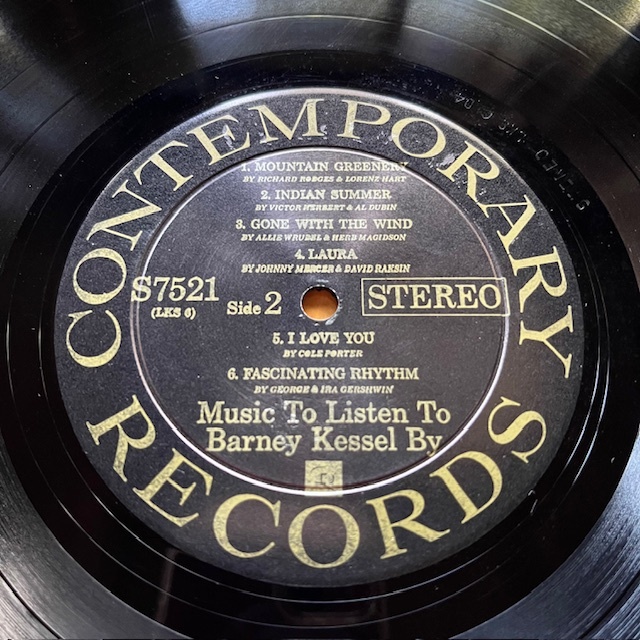 CONTEMPORARY
1. MOUNTAIN GREENERY
BY RICHARD RODGES & LORENZ HART
2. INDIAN SUMMER
BY VICTOR HERBERT & AL DUBIN
3. GONE WITH THE WIND
BY ALLIE WRUBEL & HERB MAGIDSON
4. LAURA
BY JOHNNY MERCER & DAVID RAKSIN
S7521
(LKS 6)
Side 2
STEREO
5. I LOVE YOU
BY COLE PORTER
6. FASCINATING RHYTHM
BY GEORGE & IRA GERSHWIN
Music To Listen To
Barney Kessel By
RECORDS